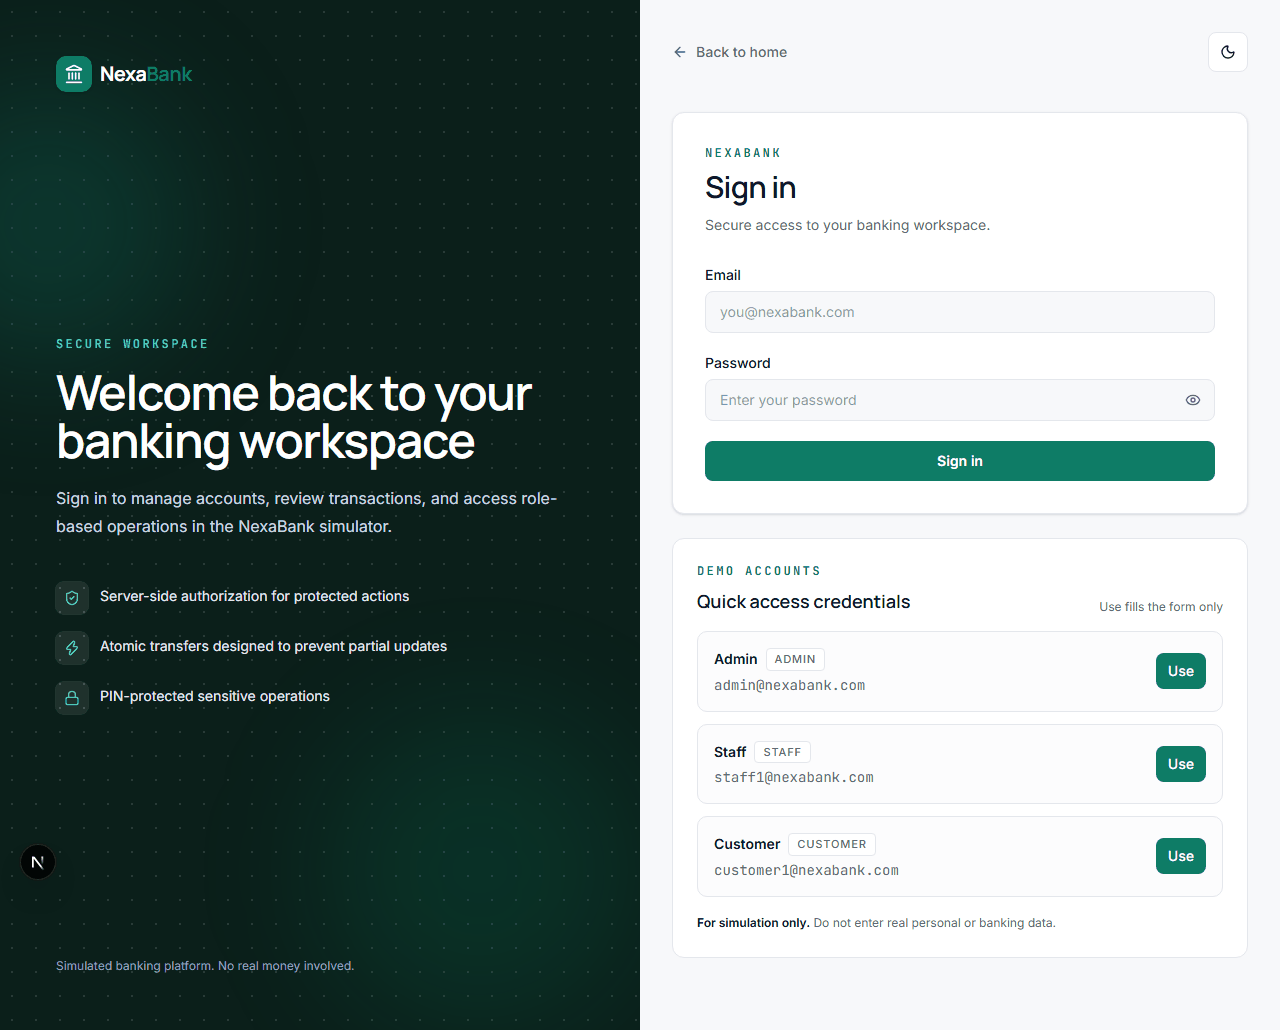 NexaBank
SECURE WORKSPACE
Welcome back to your
banking workspace
Sign in to manage accounts, review transactions, and access role-
based operations in the NexaBank simulator.
Server-side authorization for protected actions
Atomic transfers designed to prevent partial updates
PIN-protected sensitive operations
N
Simulated banking platform. No real money involved.
Back to home
NEXABANK
Sign in
Secure access to your banking workspace.
Email
you@nexabank.com
Password
Enter your password
Sign in
DEMO ACCOUNTS
Quick access credentials
Use fills the form only
Admin ADMIN
admin@nexabank.com
Use
Staff STAFF
staff1@nexabank.com
Use
Customer CUSTOMER
customer1@nexabank.com
Use
For simulation only. Do not enter real personal or banking data.